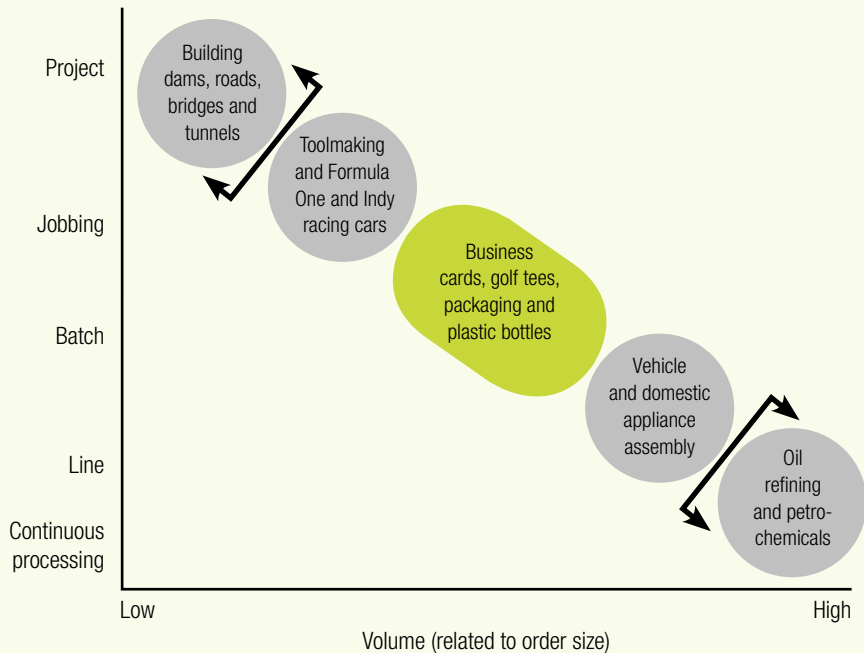 Project
Jobbing
Batch
Line
Continuous
processing
Building
dams, roads,
bridges and
tunnels
Toolmaking
and Formula
One and Indy
racing cars
Business
cards, golf tees,
packaging and
plastic bottles
Vehicle
and domestic
appliance
assembly
Oil
refining
and petro-
chemicals
Low
High
Volume (related to order size)